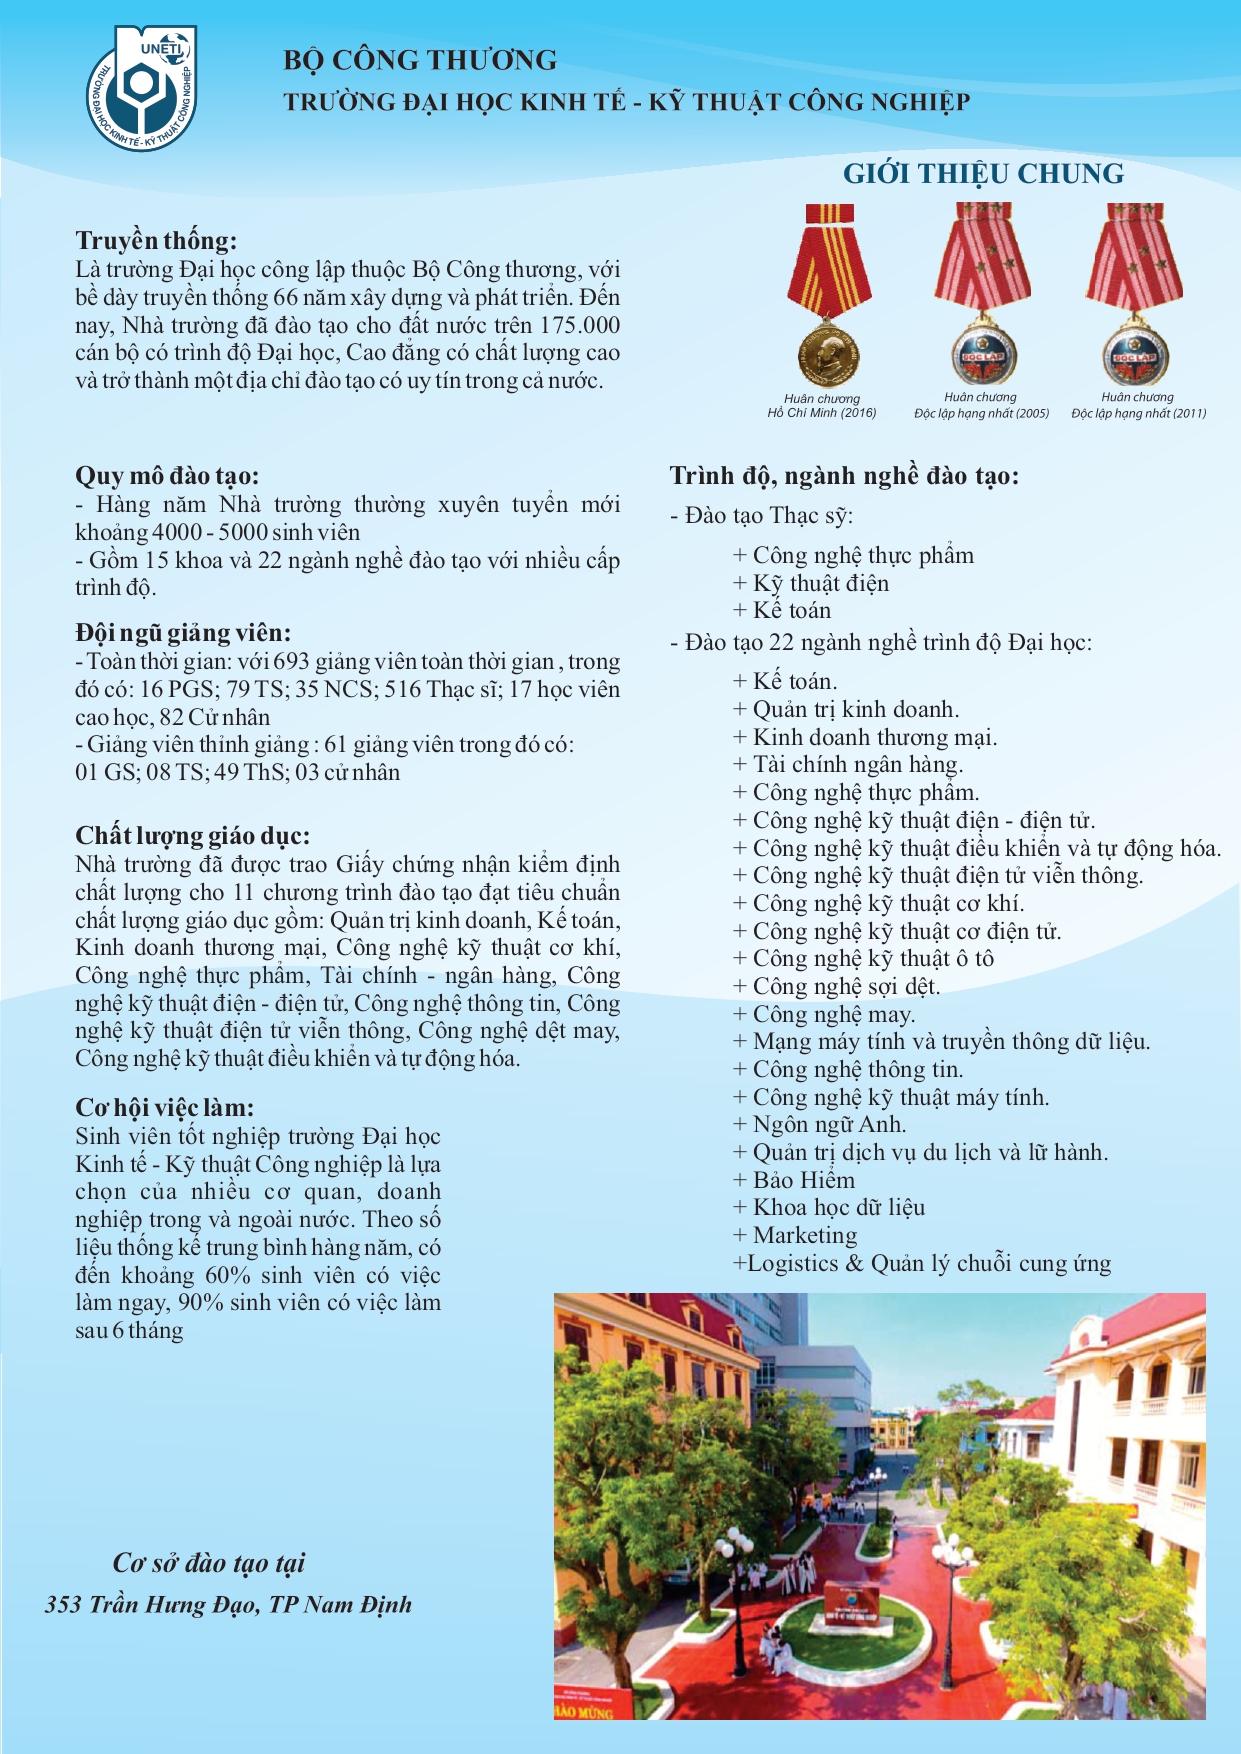 UNETI
TRƯỜNG ĐẠI HỌC KINH TẾ - KỸ THUẬT CÔNG NGHIỆP
BỘ CÔNG THƯƠNG
TRƯỜNG ĐẠI HỌC KINH TẾ - KỸ THUẬT CÔNG NGHIỆP
GIỚI THIỆU CHUNG
Truyền thống:
Là trường Đại học công lập thuộc Bộ Công thương, với
bề dày truyền thống 66 năm xây dựng và phát triển. Đến
nay, Nhà trường đã đào tạo cho đất nước trên 175.000
cán bộ có trình độ Đại học, Cao đẳng có chất lượng cao
và trở thành một địa chỉ đào tạo có uy tín trong cả nước.
ĐỘC LẬP
ĐỘC LẬP
Huân chương
Hồ Chí Minh (2016)
Huân chương
Độc lập hạng nhất (2005)
Huân chương
Độc lập hạng nhất (2011)
Quy mô đào tạo:
- Hàng năm Nhà trường thường xuyên tuyển mới
khoảng 4000 - 5000 sinh viên
- Gồm 15 khoa và 22 ngành nghề đào tạo với nhiều cấp
trình độ.
Đội ngũ giảng viên:
- Toàn thời gian: với 693 giảng viên toàn thời gian , trong
đó có: 16 PGS; 79 TS; 35 NCS; 516 Thạc sĩ; 17 học viên
cao học, 82 Cử nhân
- Giảng viên thỉnh giảng : 61 giảng viên trong đó có:
01 GS; 08 TS; 49 ThS; 03 cử nhân
Chất lượng giáo dục:
Nhà trường đã được trao Giấy chứng nhận kiểm định
chất lượng cho 11 chương trình đào tạo đạt tiêu chuẩn
chất lượng giáo dục gồm: Quản trị kinh doanh, Kế toán,
Kinh doanh thương mại, Công nghệ kỹ thuật cơ khí,
Công nghệ thực phẩm, Tài chính - ngân hàng, Công
nghệ kỹ thuật điện - điện tử, Công nghệ thông tin, Công
nghệ kỹ thuật điện tử viễn thông, Công nghệ dệt may,
Công nghệ kỹ thuật điều khiển và tự động hóa.
Cơ hội việc làm:
Sinh viên tốt nghiệp trường Đại học
Kinh tế - Kỹ thuật Công nghiệp là lựa
chọn của nhiều cơ quan, doanh
nghiệp trong và ngoài nước. Theo số
liệu thống kê trung bình hàng năm, có
đến khoảng 60% sinh viên có việc
làm ngay, 90% sinh viên có việc làm
sau 6 tháng
Cơ sở đào tạo tại
353 Trần Hưng Đạo, TP Nam Định
Trình độ, ngành nghề đào tạo:
- Đào tạo Thạc sỹ:
+ Công nghệ thực phẩm
+ Kỹ thuật điện
+ Kế toán
- Đào tạo 22 ngành nghề trình độ Đại học:
+ Kế toán.
+ Quản trị kinh doanh.
+ Kinh doanh thương mại.
+ Tài chính ngân hàng.
+ Công nghệ thực phẩm.
+ Công nghệ kỹ thuật điện - điện tử.
+ Công nghệ kỹ thuật điều khiển và tự động hóa.
+ Công nghệ kỹ thuật điện tử viễn thông.
+ Công nghệ kỹ thuật cơ khí.
+ Công nghệ kỹ thuật cơ điện tử.
+ Công nghệ kỹ thuật ô tô
+ Công nghệ sợi dệt.
+ Công nghệ may.
+ Mạng máy tính và truyền thông dữ liệu.
+ Công nghệ thông tin.
+ Công nghệ kỹ thuật máy tính.
+ Ngôn ngữ Anh.
+ Quản trị dịch vụ du lịch và lữ hành.
+ Bảo Hiểm
+ Khoa học dữ liệu
+ Marketing
+Logistics & Quản lý chuỗi cung ứng
KINH TẾ - KỸ THUẬT CÔNG NGHIỆP
HÀO MỪNG